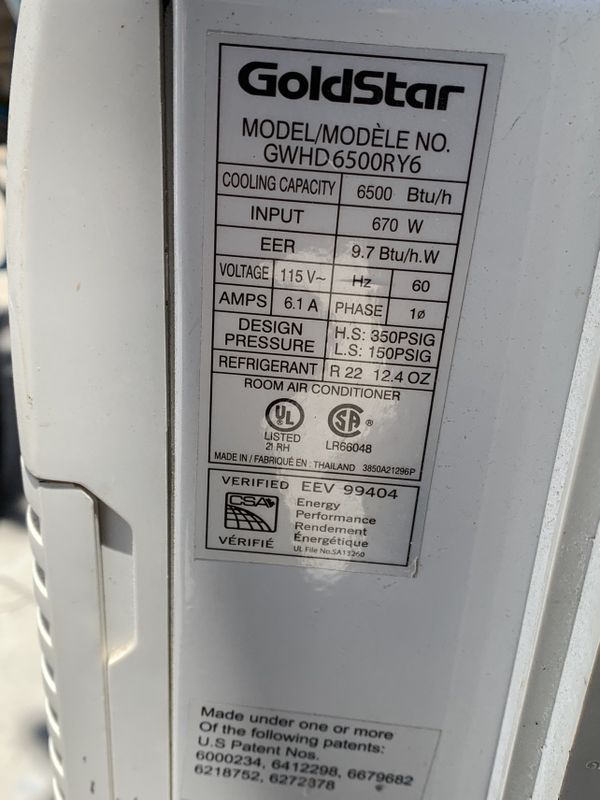 GoldStar
MODEL/MODÈLE NO.
GWHD6500RY6
COOLING CAPACITY 6500 Btu/h
INPUT 670 W
EER 9.7 Btu/h.W
VOLTAGE 115 V~ Hz 60
AMPS 6.1 A PHASE 1ø
DESIGN PRESSURE H.S: 350PSIG
L.S: 150PSIG
REFRIGERANT R 22 12.4 OZ
ROOM AIR CONDITIONER
UL ® SA ®
LISTED LR66048
21 RH
MADE IN / FABRIQUÉ EN : THAILAND 3850A21296P
VERIFIED EEV 99404
CSA Energy
Performance
Rendement
VÉRIFIÉ Énergétique
UL File No.SA13260
Made under one or more
Of the following patents:
U.S Patent Nos.
6000234, 6412298, 6679682
6218752, 6272378